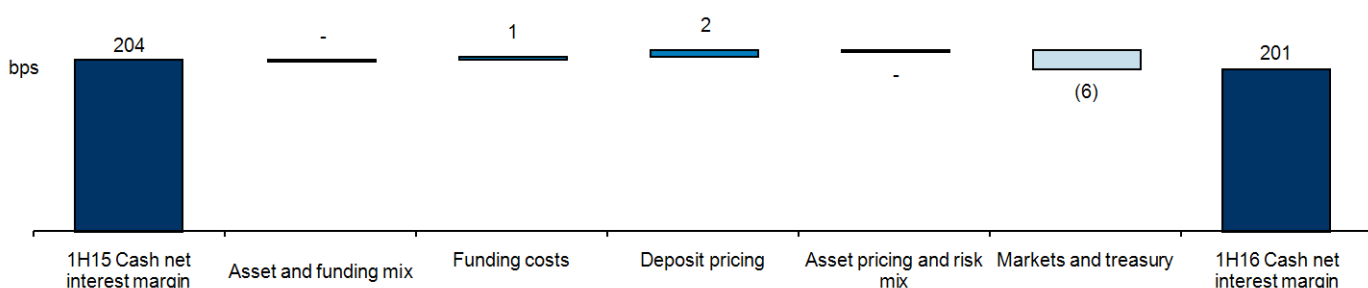 204
-
1
2
-
(6)
201
bps
1H15 Cash net
interest margin
Asset and funding mix
Funding costs
Deposit pricing
Asset pricing and risk
mix
Markets and treasury
1H16 Cash net
interest margin